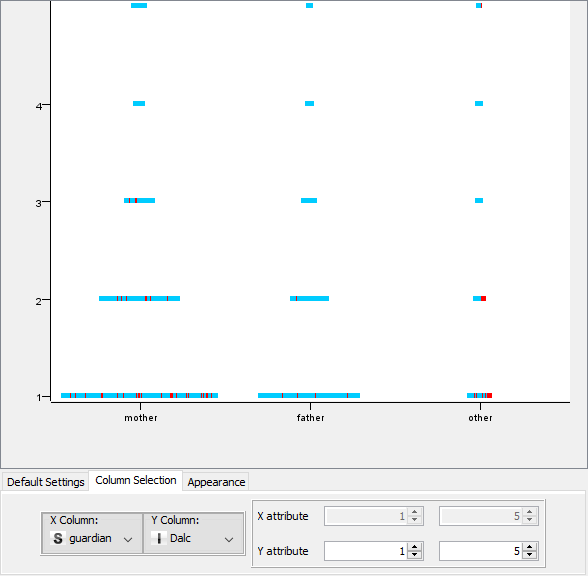 4
3
2
1
mother father other
Default Settings Column Selection Appearance
X Column: Y Column:
S guardian I Dalc
X attribute 1 5
Y attribute 1 5